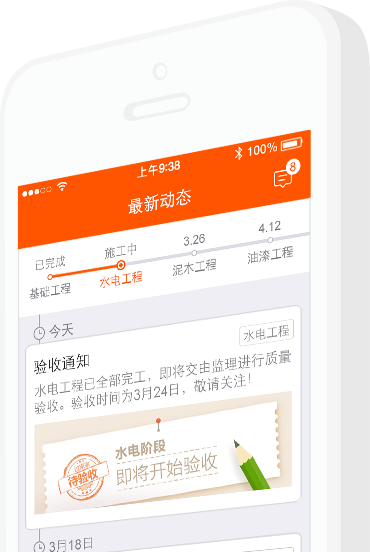 上午9:38
100%
最新动态
8
已完成
施工中
3.26
4.12
基础工程
水电工程
泥木工程
油漆工程
今天
验收通知
水电工程
水电工程已全部完工，即将交由监理进行质量
验收。验收时间为3月24日，敬请关注！
水电阶段
即将开始验收
待验收
3月18日